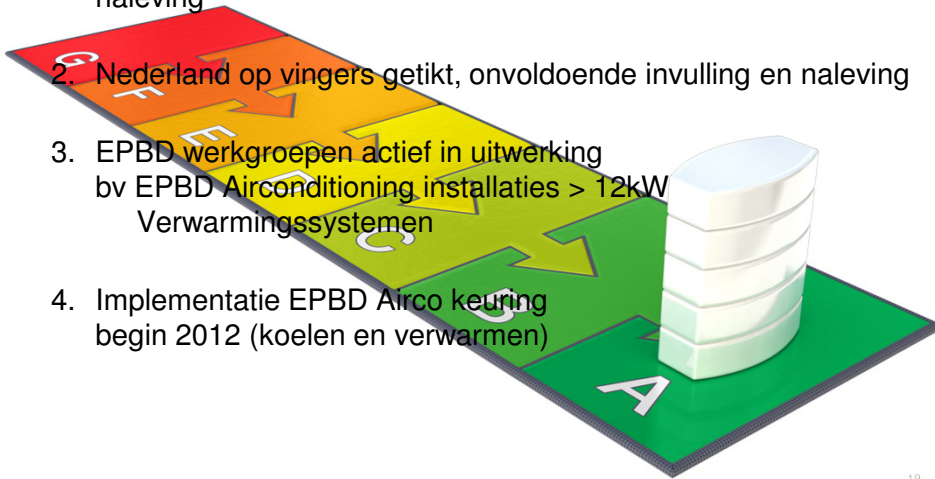 naleving
2. Nederland op vingers getikt, onvoldoende invulling en naleving
3. EPBD werkgroepen actief in uitwerking
bv EPBD Airconditioning installaties > 12kW
Verwarmingssystemen
4. Implementatie EPBD Airco keuring
begin 2012 (koelen en verwarmen)
G
F
E
D
C
B
A
19